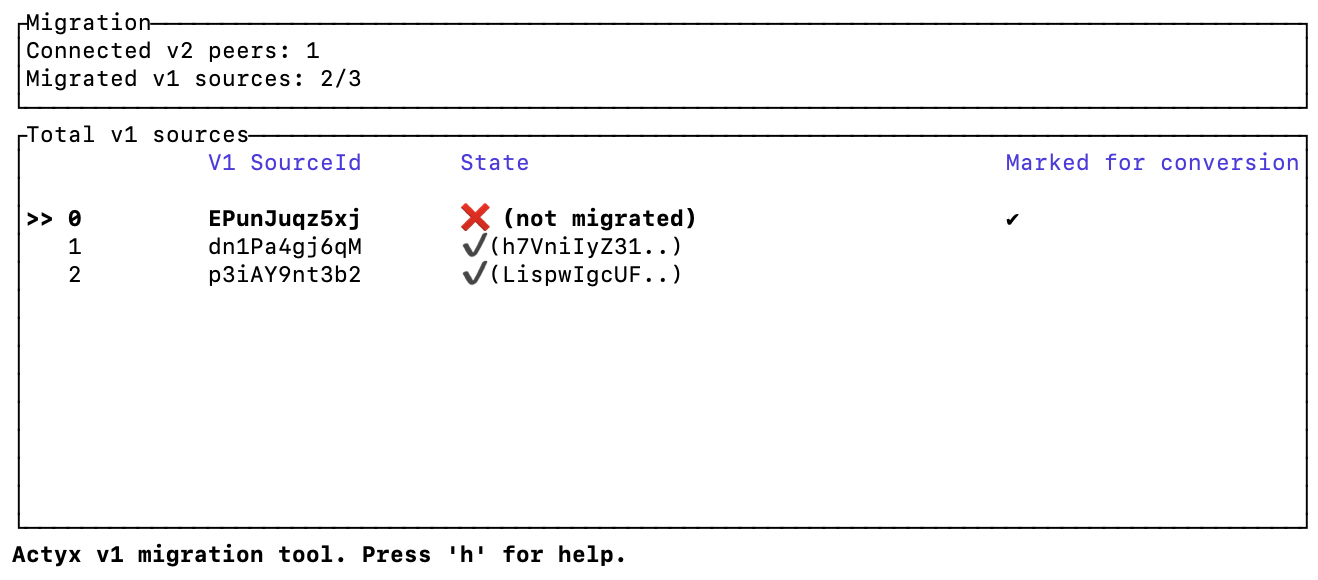 Migration
Connected v2 peers: 1
Migrated v1 sources: 2/3
Total v1 sources
V1 SourceId State Marked for conversion
>> 0 EPunJuqz5xj ❌ (not migrated) ✔
1 dn1Pa4gj6qM ✔(h7VniIyZ31..)
2 p3iAY9nt3b2 ✔(LispwIgcUF..)
Actyx v1 migration tool. Press 'h' for help.